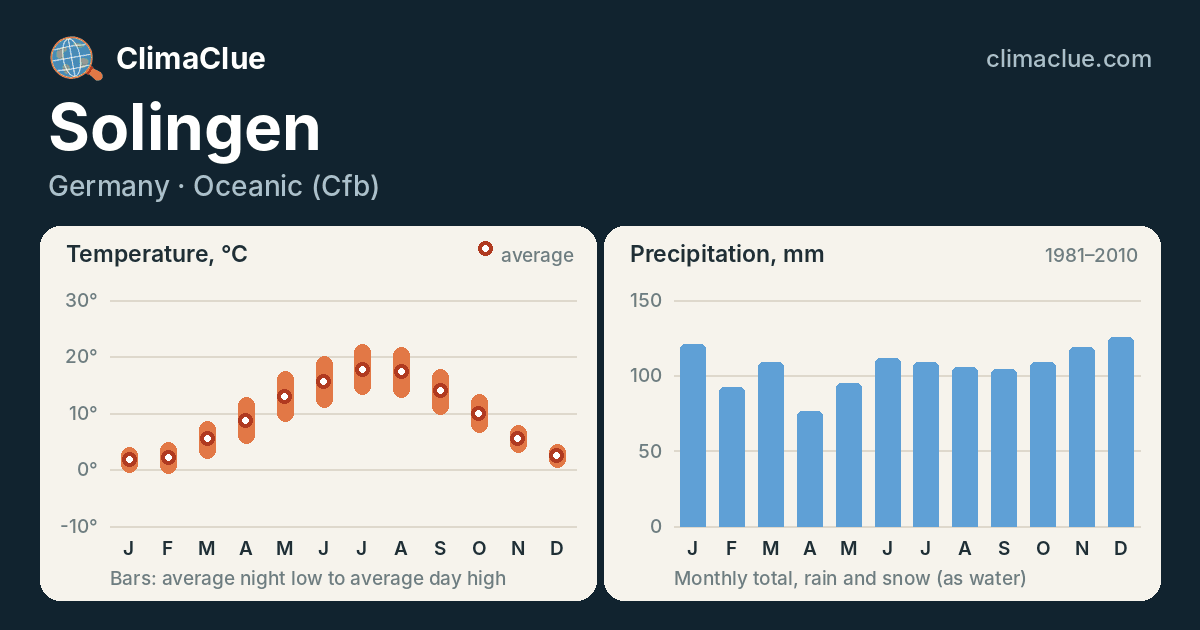 ClimaClue
climaclue.com
Solingen
Germany · Oceanic (Cfb)
Temperature, °C
average
30°
20°
10°
0°
-10°
J F M A M J J A S O N D
Bars: average night low to average day high
Precipitation, mm
1981–2010
150
100
50
0
J F M A M J J A S O N D
Monthly total, rain and snow (as water)